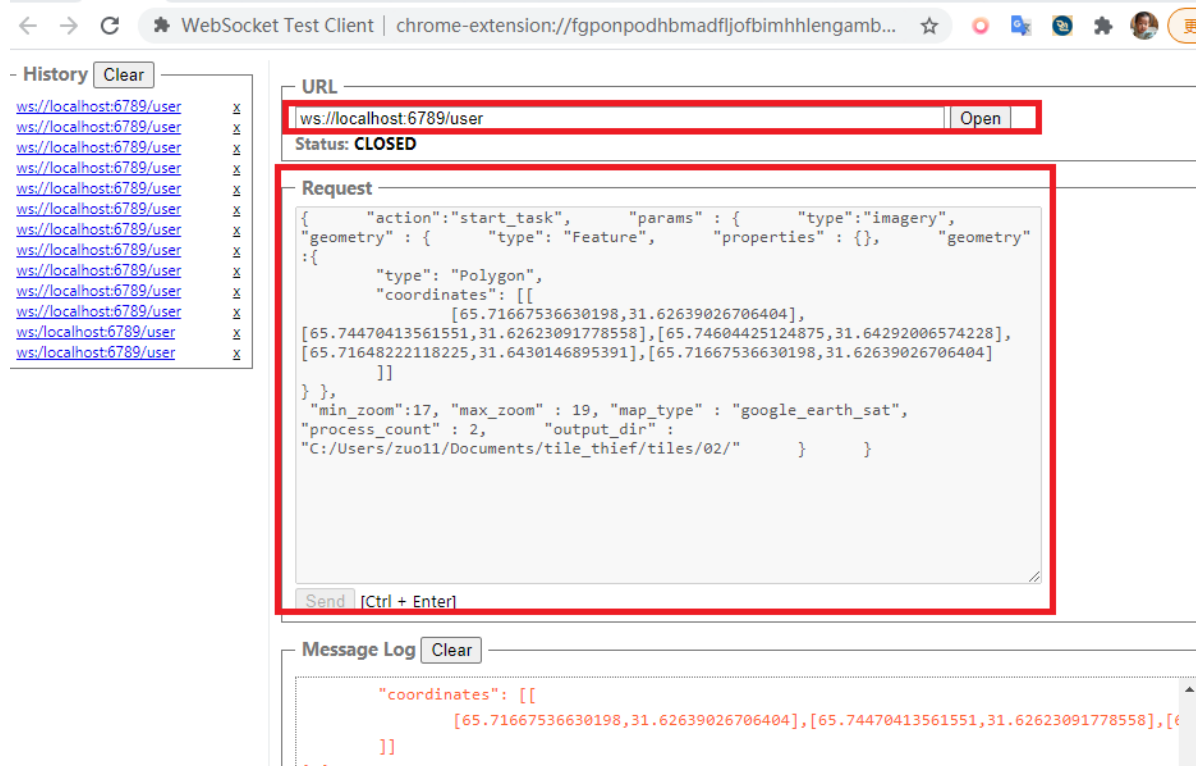 WebSocket Test Client | chrome-extension://fgponpodhbmadfljofbimhhlengamb...
History Clear
ws://localhost:6789/user x
ws://localhost:6789/user x
ws://localhost:6789/user x
ws://localhost:6789/user x
ws://localhost:6789/user x
ws://localhost:6789/user x
ws://localhost:6789/user x
ws://localhost:6789/user x
ws://localhost:6789/user x
ws://localhost:6789/user x
ws://localhost:6789/user x
ws:/localhost:6789/user x
ws:/localhost:6789/user x
URL
ws://localhost:6789/user Open
Status: CLOSED
Request
{ "action":"start_task", "params" : { "type":"imagery",
"geometry" : { "type": "Feature", "properties" : {}, "geometry"
:{
"type": "Polygon",
"coordinates": [[
[65.71667536630198,31.62639026706404],
[65.74470413561551,31.62623091778558],[65.74604425124875,31.64292006574228],
[65.71648222118225,31.6430146895391],[65.71667536630198,31.62639026706404]
]]
} },
"min_zoom":17, "max_zoom" : 19, "map_type" : "google_earth_sat",
"process_count" : 2, "output_dir" :
"C:/Users/zuo11/Documents/tile_thief/tiles/02/" } }
Send [Ctrl + Enter]
Message Log Clear
"coordinates": [[
[65.71667536630198,31.62639026706404],[65.74470413561551,31.62623091778558],[
]]